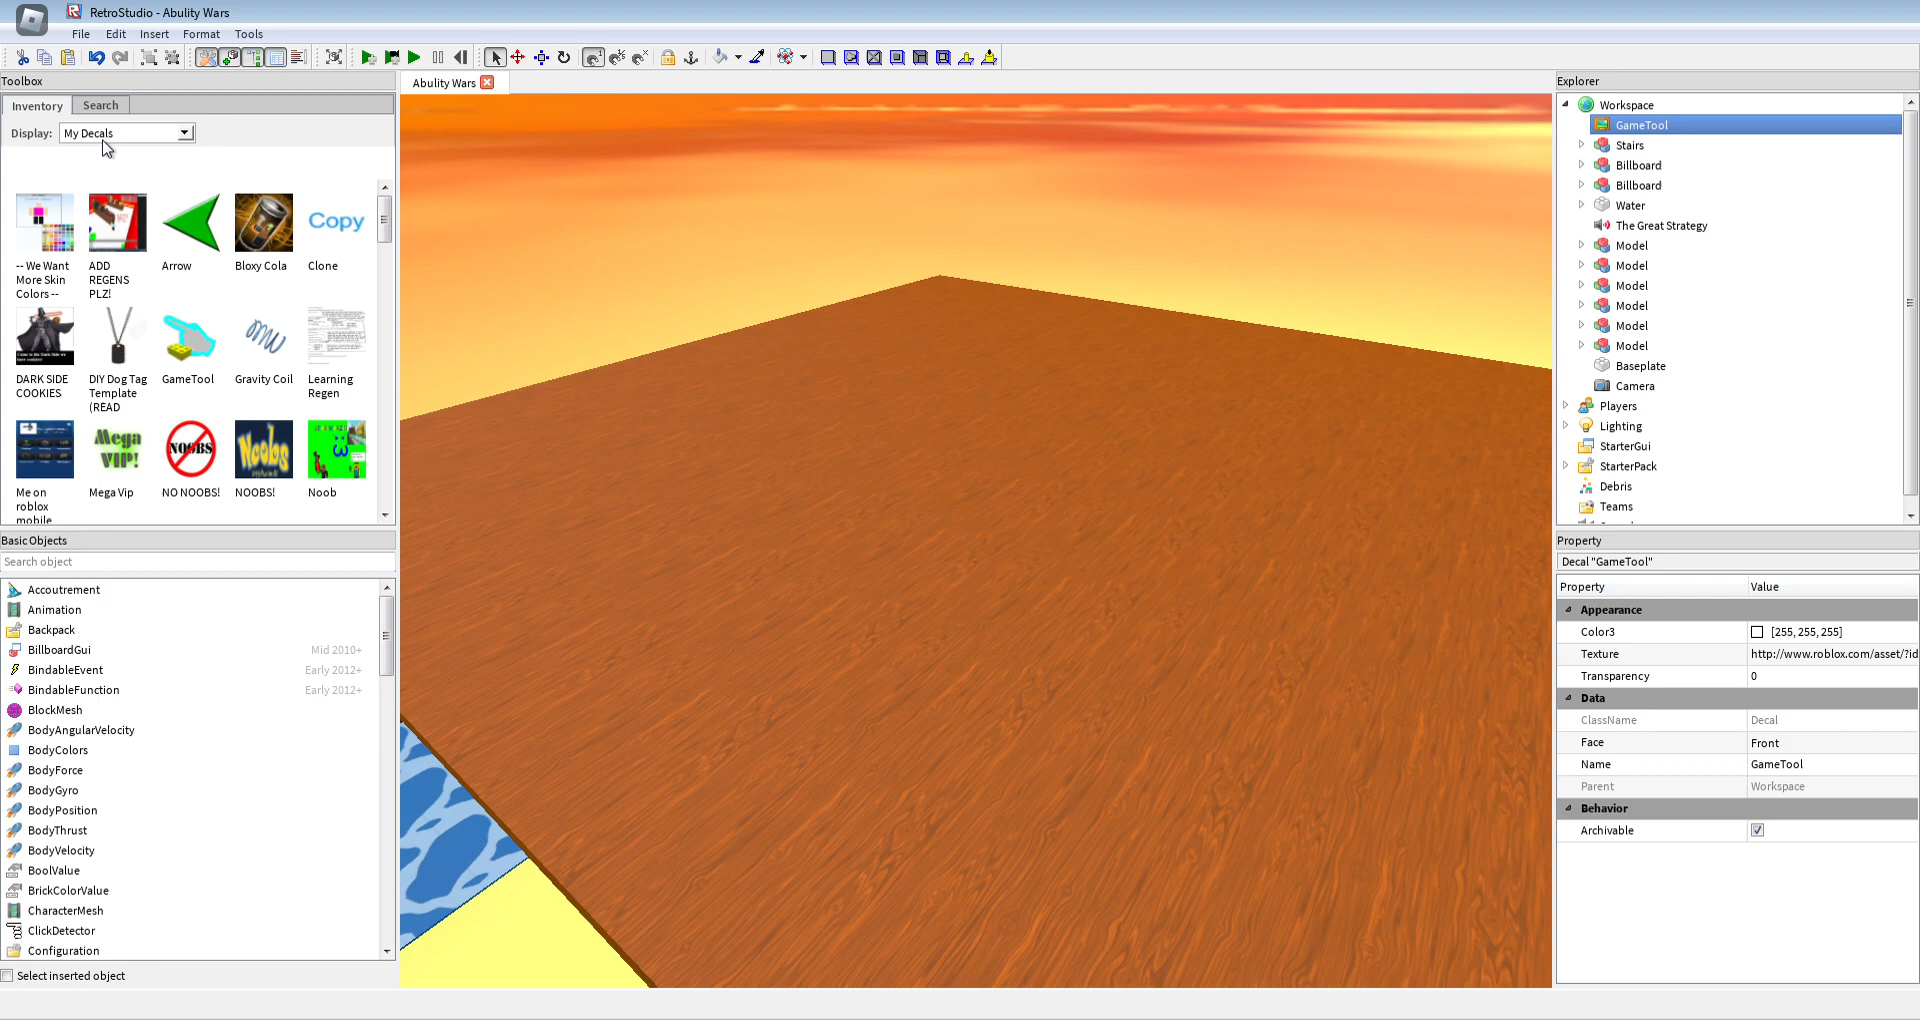 RetroStudio - Abulity Wars
File Edit Insert Format Tools
Toolbox
Inventory Search
Display: My Decals
-- We Want
More Skin
Colors --
ADD
REGENS
PLZ!
Arrow
Bloxy Cola
Copy
Clone
DARK SIDE
COOKIES
DIY Dog Tag
Template
(READ
GameTool
Gravity Coil
Learning
Regen
Me on
roblox
mobile
Mega
VIP!
Mega Vip
NOOBS
NO NOOBS!
Noobs
NOOBS!
Noob
Basic Objects
Search object
Accoutrement
Animation
Backpack
BillboardGui Mid 2010+
BindableEvent Early 2012+
BindableFunction Early 2012+
BlockMesh
BodyAngularVelocity
BodyColors
BodyForce
BodyGyro
BodyPosition
BodyThrust
BodyVelocity
BoolValue
BrickColorValue
CharacterMesh
ClickDetector
Configuration
Select inserted object
Abulity Wars
Explorer
Workspace
GameTool
Stairs
Billboard
Billboard
Water
The Great Strategy
Model
Model
Model
Model
Model
Model
Baseplate
Camera
Players
Lighting
StarterGui
StarterPack
Debris
Teams
Property
Decal "GameTool"
Property Value
Appearance
Color3 [255, 255, 255]
Texture http://www.roblox.com/asset/?id
Transparency 0
Data
ClassName Decal
Face Front
Name GameTool
Parent Workspace
Behavior
Archivable